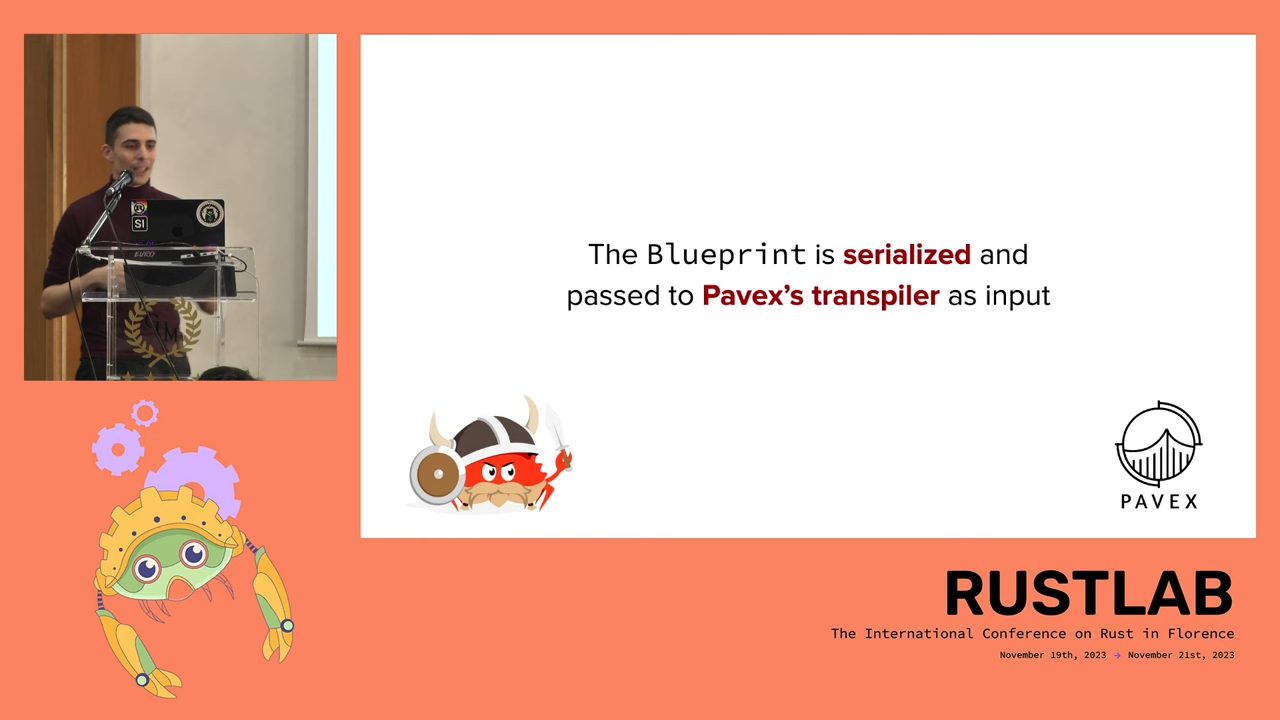 The Blueprint is serialized and
passed to Pavex's transpiler as input
PAVEX
SI
RUSTLAB
The International Conference on Rust in Florence
November 19th, 2023 → November 21st, 2023